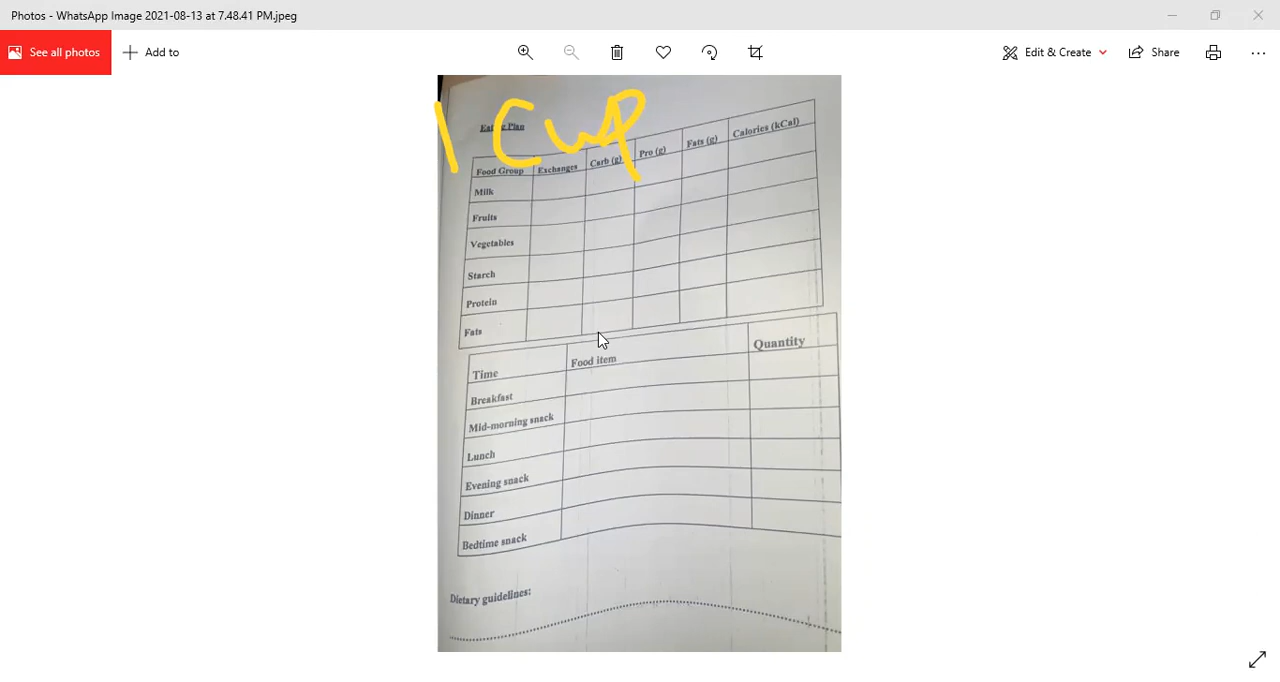 Photos - WhatsApp Image 2021-08-13 at 7.48.41 PM.jpeg
See all photos
Add to
Edit & Create
Share
1 Cup
Eating Plan
Food Group Exchanges Carb (g) Pro (g) Fats (g) Calories (kCal)
Milk
Fruits
Vegetables
Starch
Protein
Fats
Time Food item Quantity
Breakfast
Mid-morning snack
Lunch
Evening snack
Dinner
Bedtime snack
Dietary guidelines: